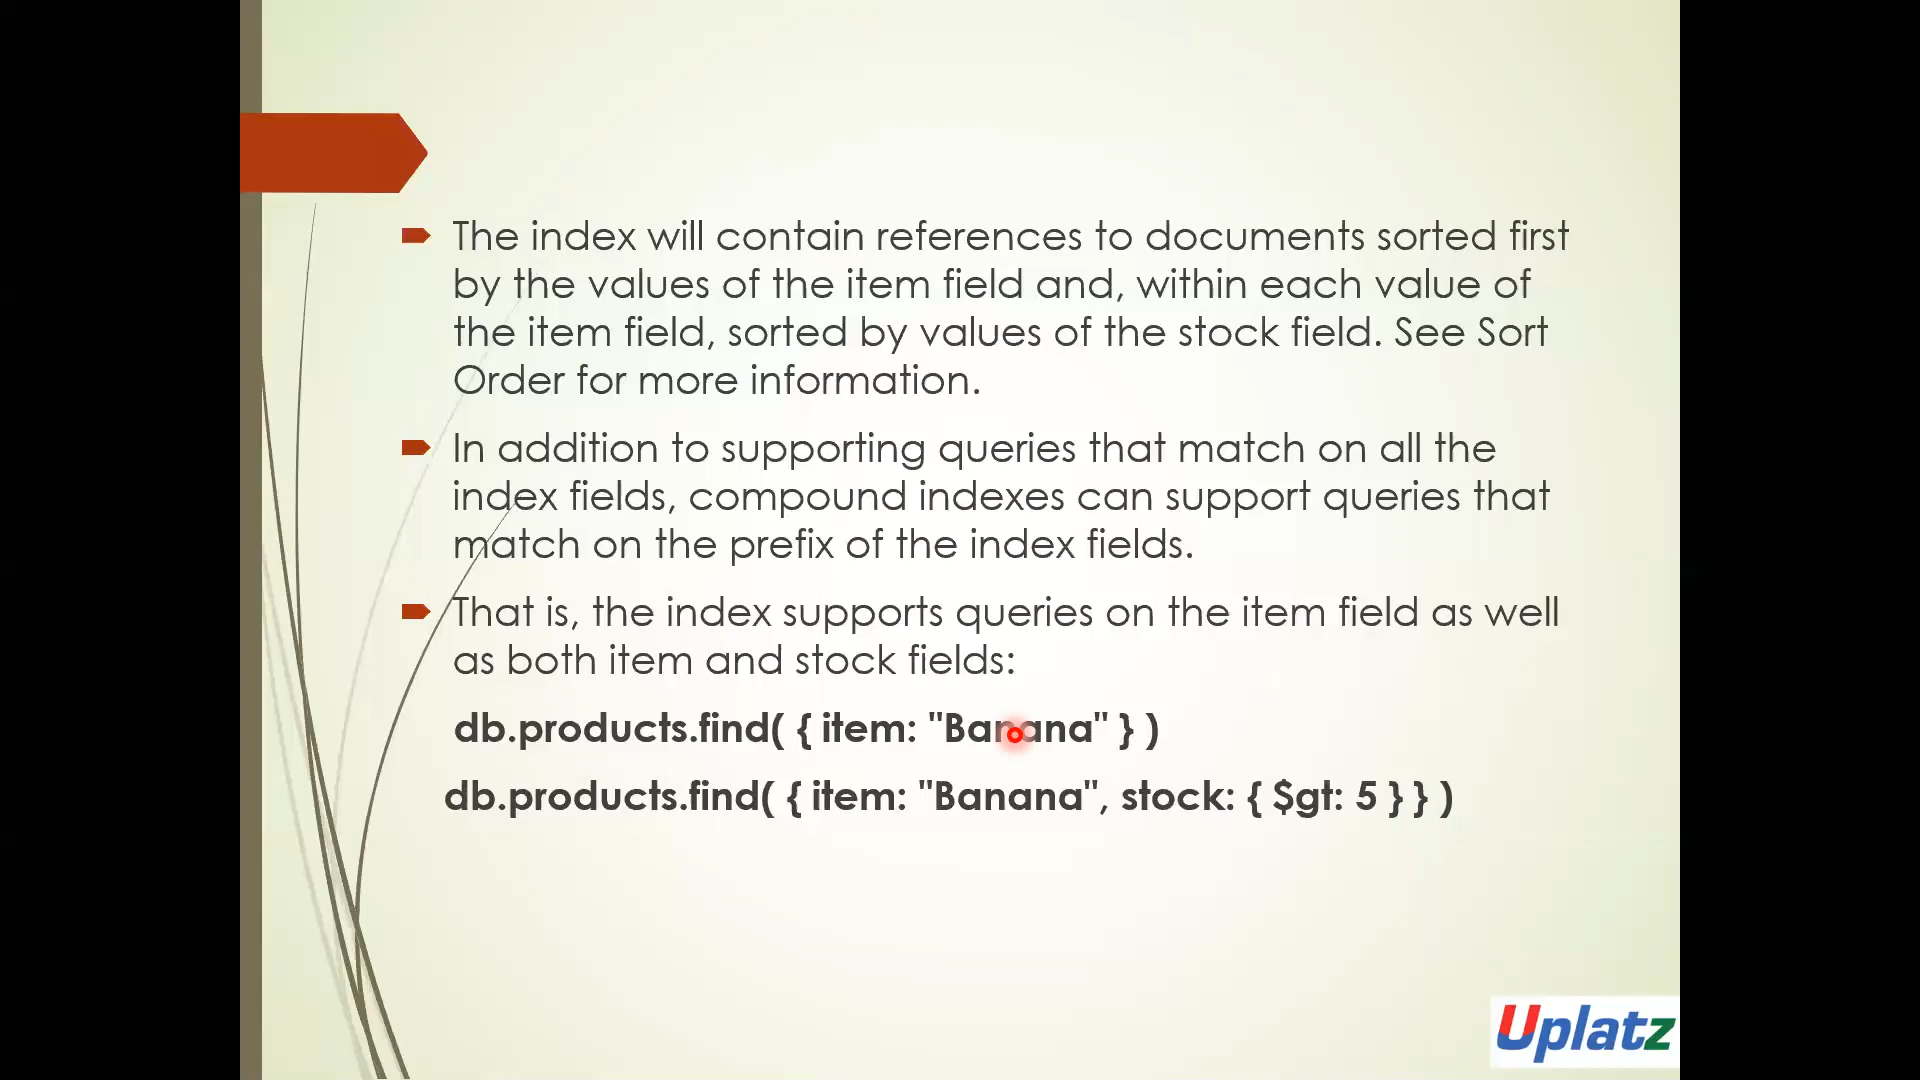 The index will contain references to documents sorted first
by the values of the item field and, within each value of
the item field, sorted by values of the stock field. See Sort
Order for more information.
In addition to supporting queries that match on all the
index fields, compound indexes can support queries that
match on the prefix of the index fields.
That is, the index supports queries on the item field as well
as both item and stock fields:
db.products.find( { item: "Banana" } )
db.products.find( { item: "Banana", stock: { $gt: 5 } } )
Uplatz